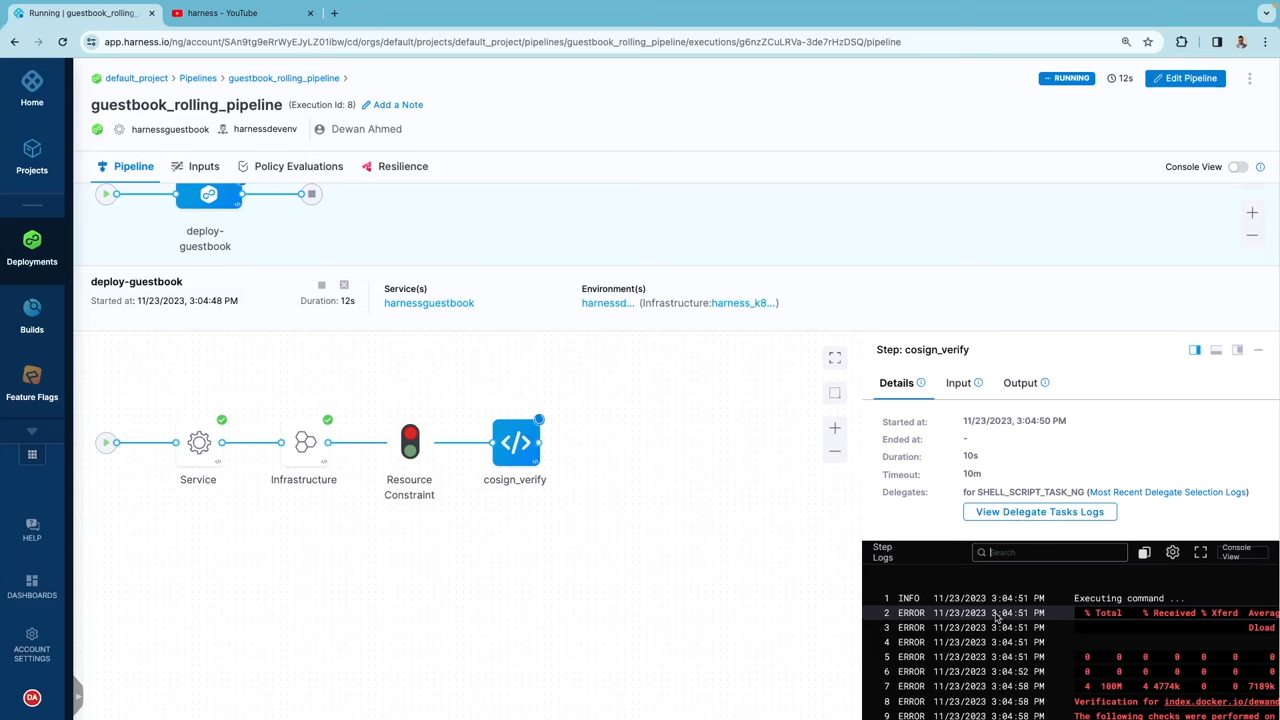 Running | guestbook_rolling_pipeline
harness - YouTube
app.harness.io/ng/account/SAn9tg9eRrWyEJyLZ01ibw/cd/orgs/default/projects/default_project/pipelines/guestbook_rolling_pipeline/executions/g6nzZCuLRVa-3de7rHzDSQ/pipeline
Home
Projects
Deployments
Builds
Feature Flags
HELP
DASHBOARDS
ACCOUNT
SETTINGS
DA
default_project > Pipelines > guestbook_rolling_pipeline >
RUNNING
12s
Edit Pipeline
guestbook_rolling_pipeline (Execution Id: 8) Add a Note
harnessguestbook harnessdevenv Dewan Ahmed
Pipeline Inputs Policy Evaluations Resilience
Console View
deploy-
guestbook
deploy-guestbook
Started at: 11/23/2023, 3:04:48 PM
Duration: 12s
Service(s)
harnessguestbook
Environment(s)
harnessd... (Infrastructure:harness_k8...)
Service
Infrastructure
Resource
Constraint
cosign_verify
Step: cosign_verify
Details Input Output
Started at: 11/23/2023, 3:04:50 PM
Ended at: -
Duration: 10s
Timeout: 10m
Delegates: for SHELL_SCRIPT_TASK_NG (Most Recent Delegate Selection Logs)
View Delegate Tasks Logs
Step
Logs
Search
Console
View
1 INFO 11/23/2023 3:04:51 PM Executing command ...
2 ERROR 11/23/2023 3:04:51 PM % Total % Received % Xferd Averag
3 ERROR 11/23/2023 3:04:51 PM Dload
4 ERROR 11/23/2023 3:04:51 PM
5 ERROR 11/23/2023 3:04:51 PM 0 0 0 0 0 0
6 ERROR 11/23/2023 3:04:52 PM 0 0 0 0 0 0
7 ERROR 11/23/2023 3:04:58 PM 4 100M 4 4774k 0 0 7189k
8 ERROR 11/23/2023 3:04:58 PM Verification for index.docker.io/dewand
9 ERROR 11/23/2023 3:04:58 PM The following checks were performed on